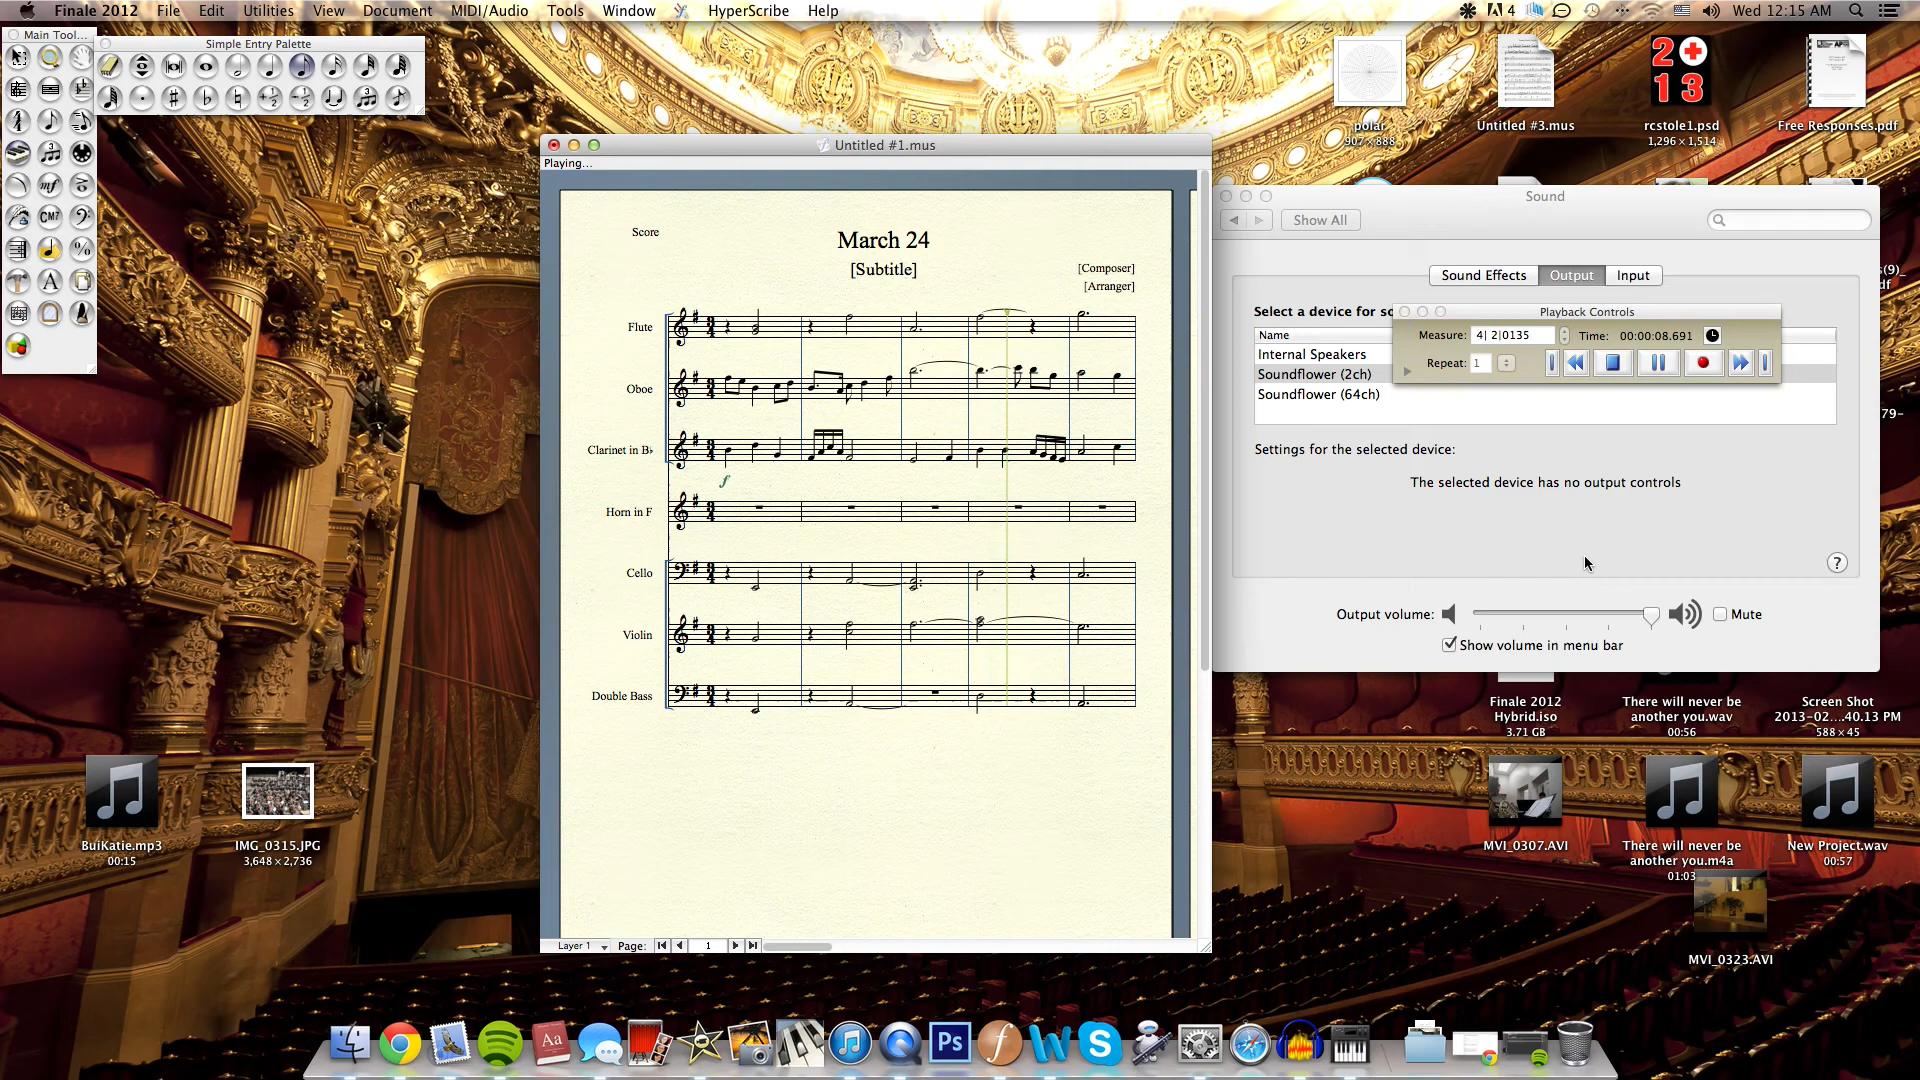 Finale 2012 File Edit Utilities View Document MIDI/Audio Tools Window HyperScribe Help
4 Wed 12:15 AM
Main Tool...
Simple Entry Palette
polar
907 × 888
Untitled #3.mus
rcstole1.psd
1,296 × 1,514
Free Responses.pdf
Untitled #1.mus
Playing...
Score
March 24
[Subtitle]
[Composer]
[Arranger]
Flute
Oboe
Clarinet in B♭
f
Horn in F
Cello
Violin
Double Bass
Layer 1 Page: 1
Sound
Show All
Sound Effects Output Input
Select a device for so
Name
Internal Speakers
Soundflower (2ch)
Soundflower (64ch)
Playback Controls
Measure: 4| 2|0135 Time: 00:00:08.691
Repeat: 1
Settings for the selected device:
The selected device has no output controls
?
Output volume: Mute
Show volume in menu bar
s(9)_
df
79-
Finale 2012
Hybrid.iso
3.71 GB
There will never be
another you.wav
00:56
Screen Shot
2013-02....40.13 PM
588 × 45
BuiKatie.mp3
00:15
IMG_0315.JPG
3,648 × 2,736
MVI_0307.AVI
There will never be
another you.m4a
01:03
New Project.wav
00:57
MVI_0323.AVI
Aa
Ps